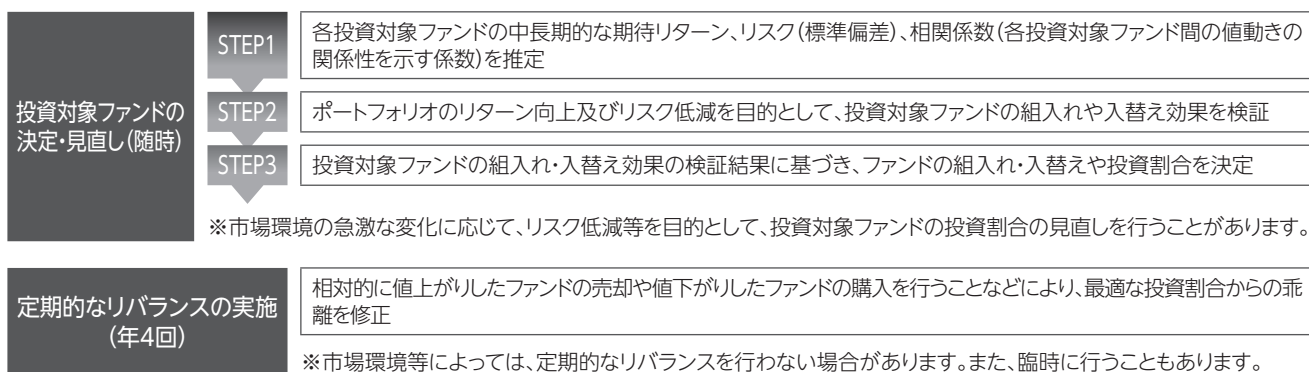 投資対象ファンドの
決定・見直し(随時)
STEP1
各投資対象ファンドの中長期的な期待リターン、リスク(標準偏差)、相関係数(各投資対象ファンド間の値動きの
関係性を示す係数)を推定
STEP2
ポートフォリオのリターン向上及びリスク低減を目的として、投資対象ファンドの組入れや入替え効果を検証
STEP3
投資対象ファンドの組入れ・入替え効果の検証結果に基づき、ファンドの組入れ・入替えや投資割合を決定
※市場環境の急激な変化に応じて、リスク低減等を目的として、投資対象ファンドの投資割合の見直しを行うことがあります。
定期的なリバランスの実施
(年4回)
相対的に値上がりしたファンドの売却や値下がりしたファンドの購入を行うことなどにより、最適な投資割合からの乖
離を修正
※市場環境等によっては、定期的なリバランスを行わない場合があります。また、臨時に行うこともあります。